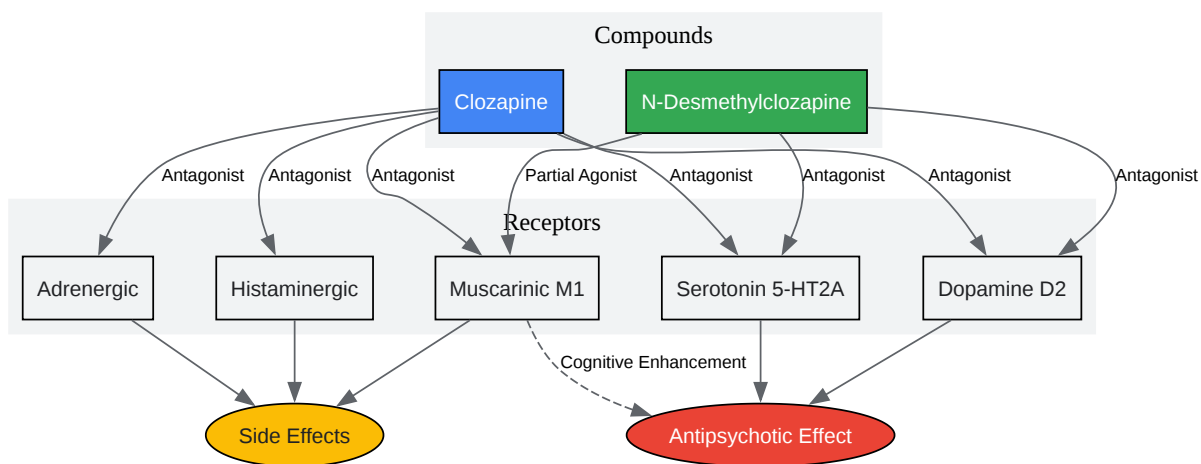 Compounds
Clozapine
N-Desmethylclozapine
Antagonist
Antagonist
Antagonist
Partial Agonist
Antagonist
Antagonist
Antagonist
Antagonist
Receptors
Adrenergic
Histaminergic
Muscarinic M1
Serotonin 5-HT2A
Dopamine D2
Cognitive Enhancement
Side Effects
Antipsychotic Effect